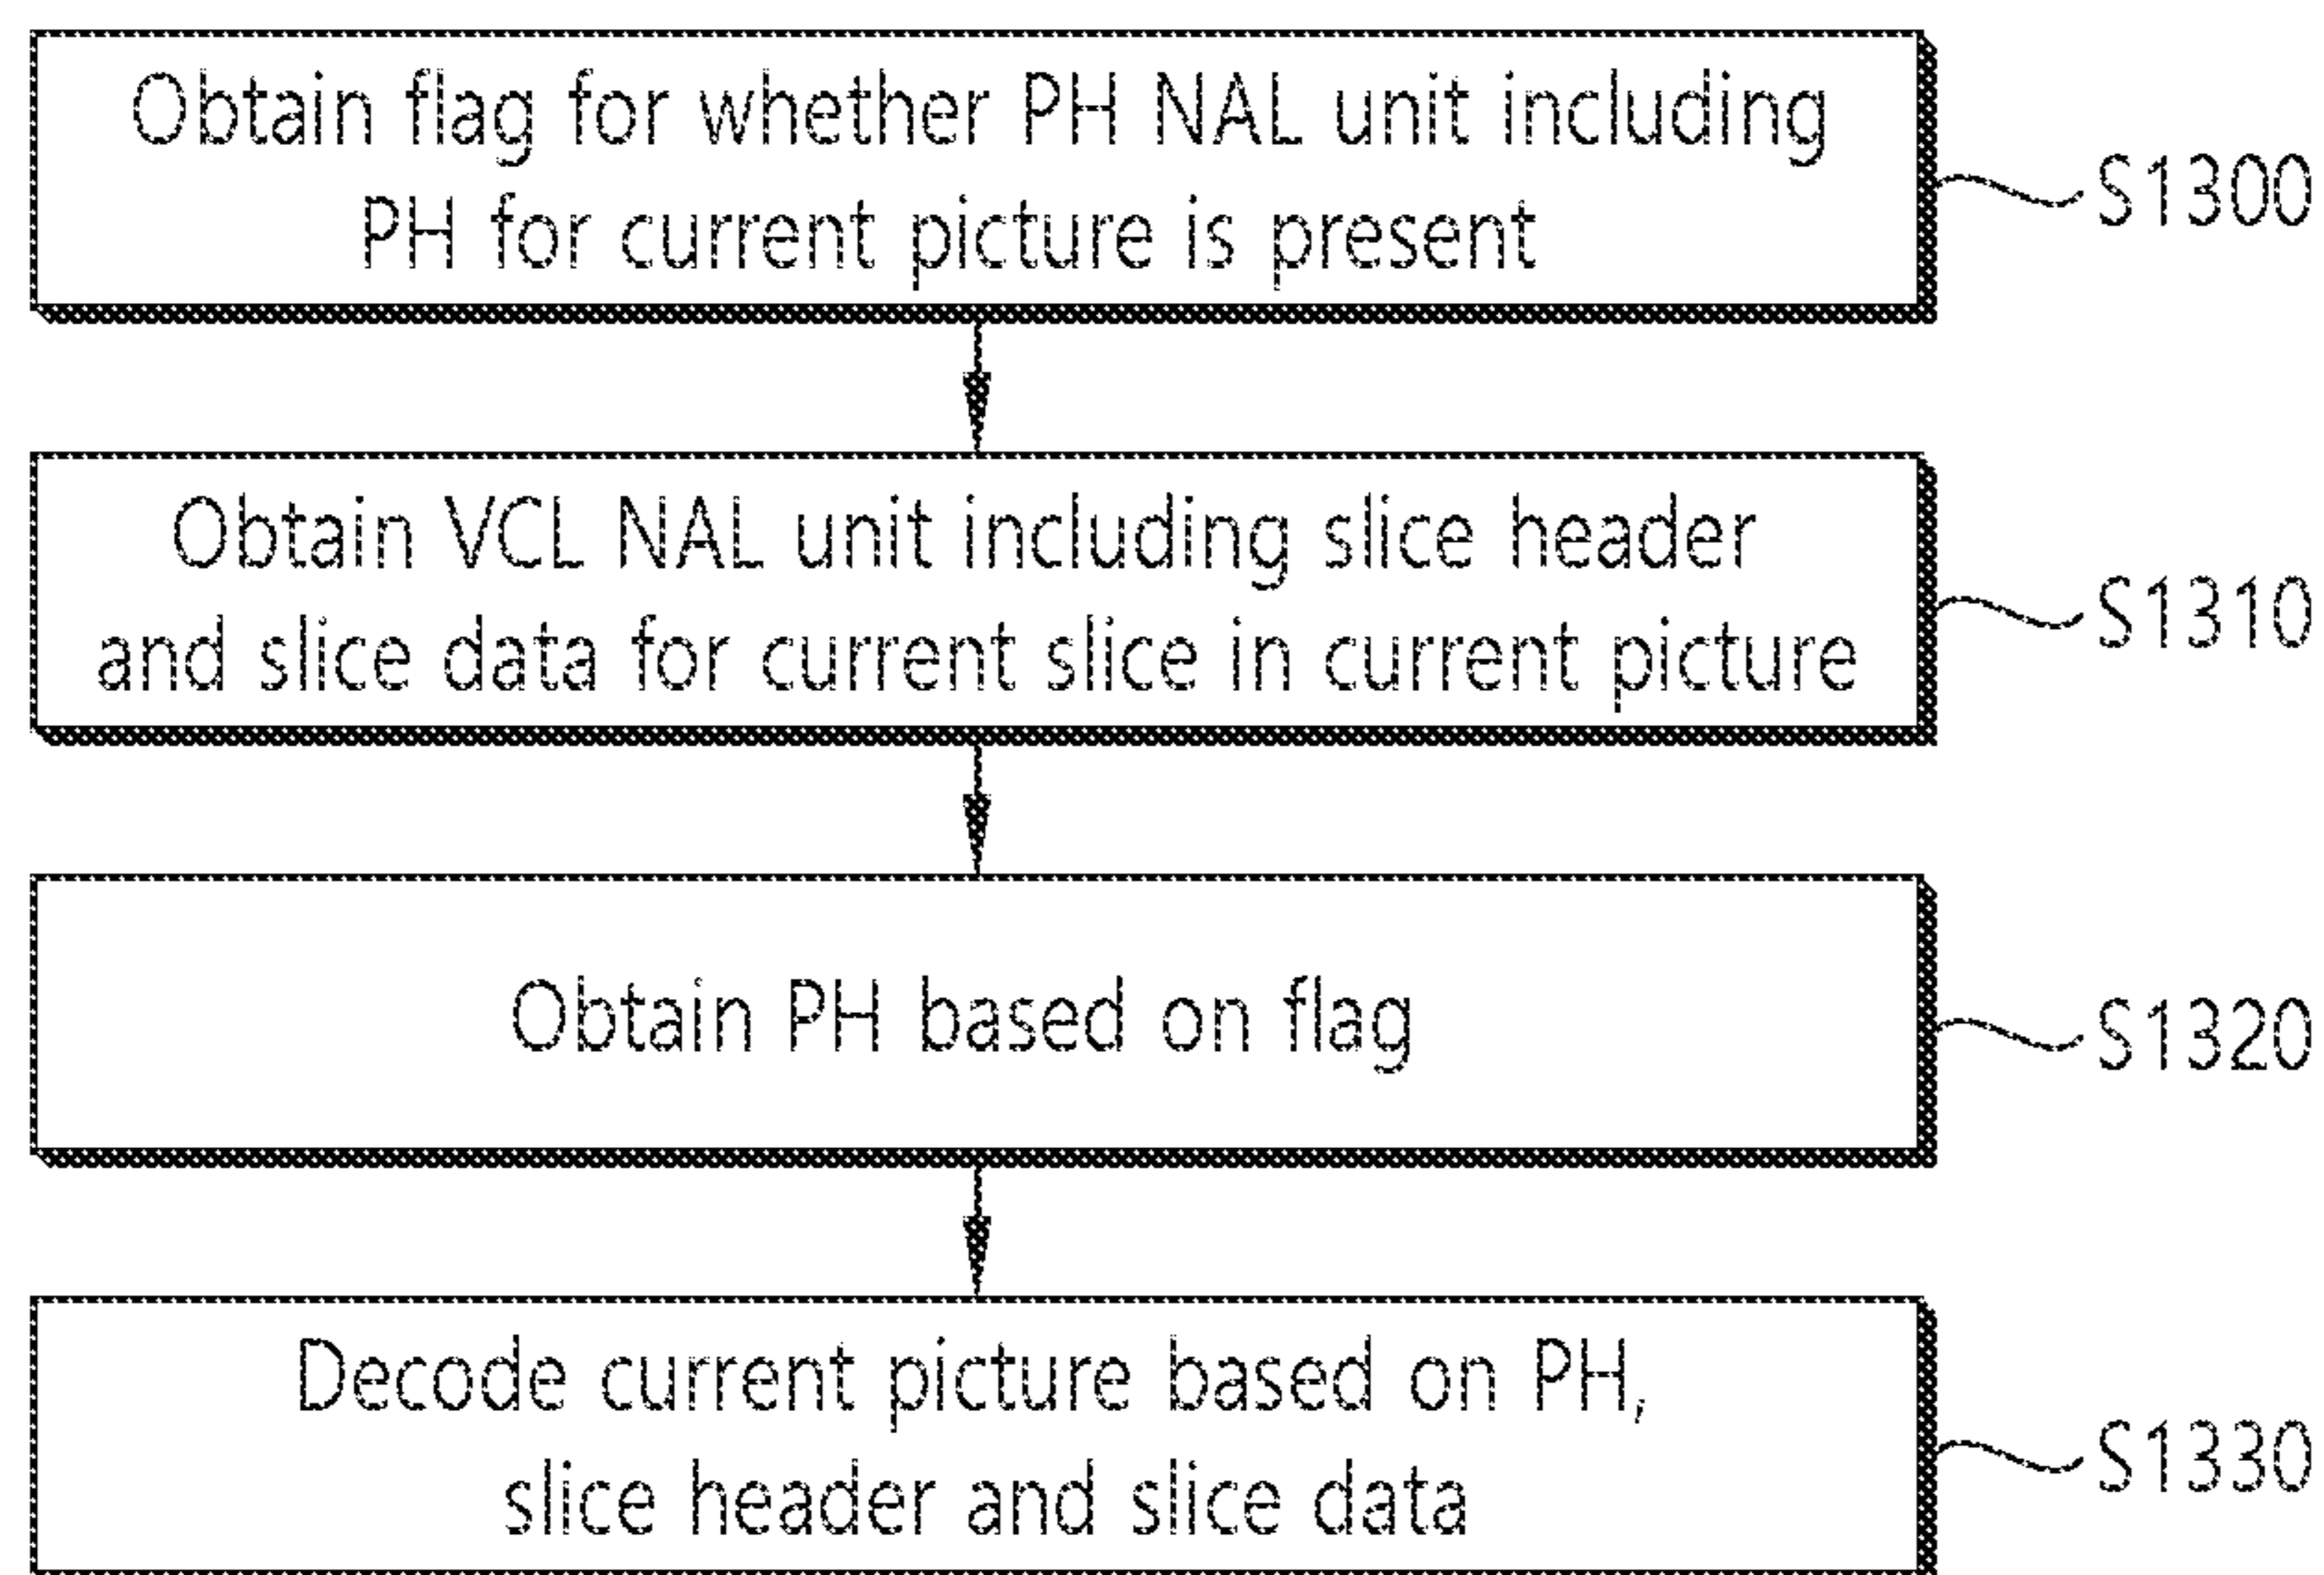 Obtain flag for whether PH NAL unit including
PH for current picture is present
S1300
Obtain VCL NAL unit including slice header
and slice data for current slice in current picture
S1310
Obtain PH based on flag
S1320
Decode current picture based on PH,
slice header and slice data
S1330